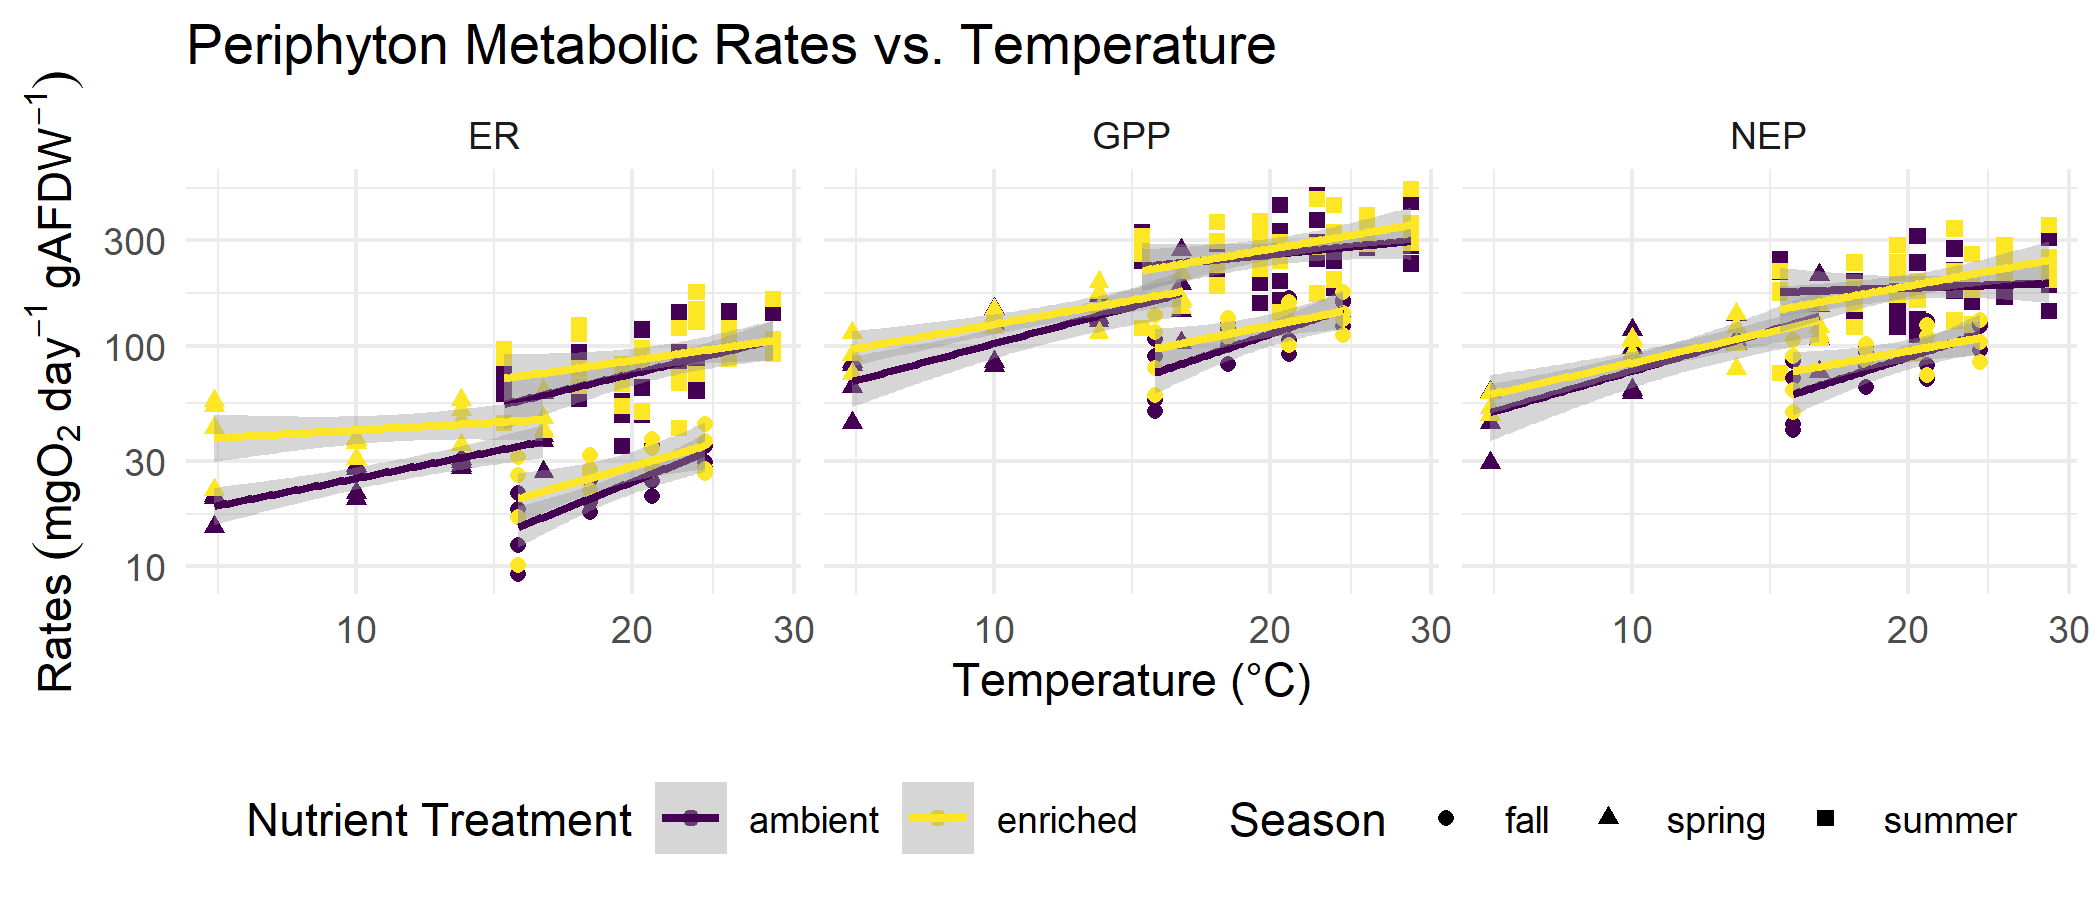 Periphyton Metabolic Rates vs. Temperature
ER GPP NEP
Rates (mgO₂ day⁻¹ gAFDW⁻¹)
300
100
30
10
10 20 30 10 20 30 10 20 30
Temperature (°C)
Nutrient Treatment ambient enriched Season fall spring summer